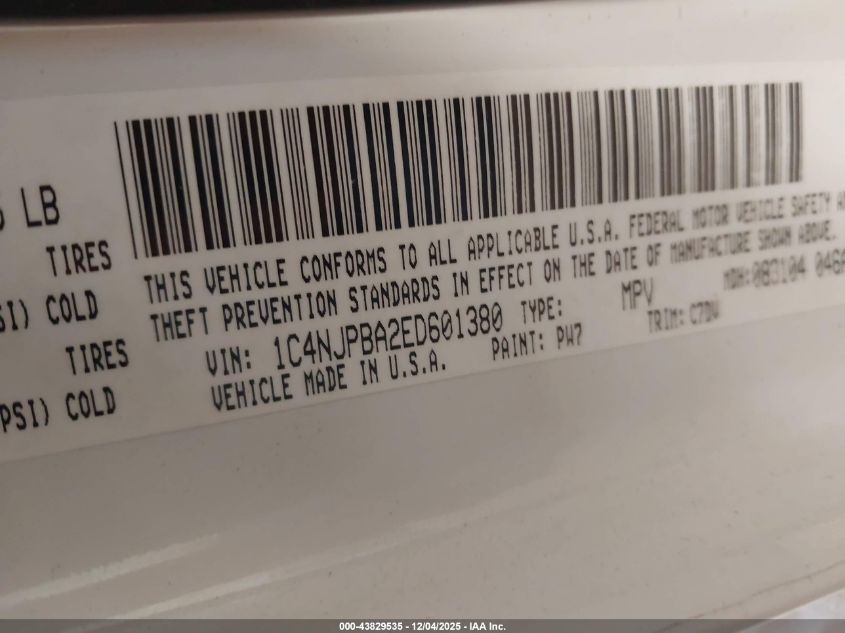 LB
TIRES
COLD
TIRES
PSI) COLD
THIS VEHICLE CONFORMS TO ALL APPLICABLE U.S.A. FEDERAL MOTOR VEHICLE SAFETY
THEFT PREVENTION STANDARDS IN EFFECT ON THE DATE OF MANUFACTURE SHOWN ABOVE.
VIN: 1C4NJPBA2ED601380 TYPE: MPV MDH: 083104
VEHICLE MADE IN U.S.A. PAINT: PW7 TRIM:
000-43829535 - 12/04/2025 - IAA Inc.